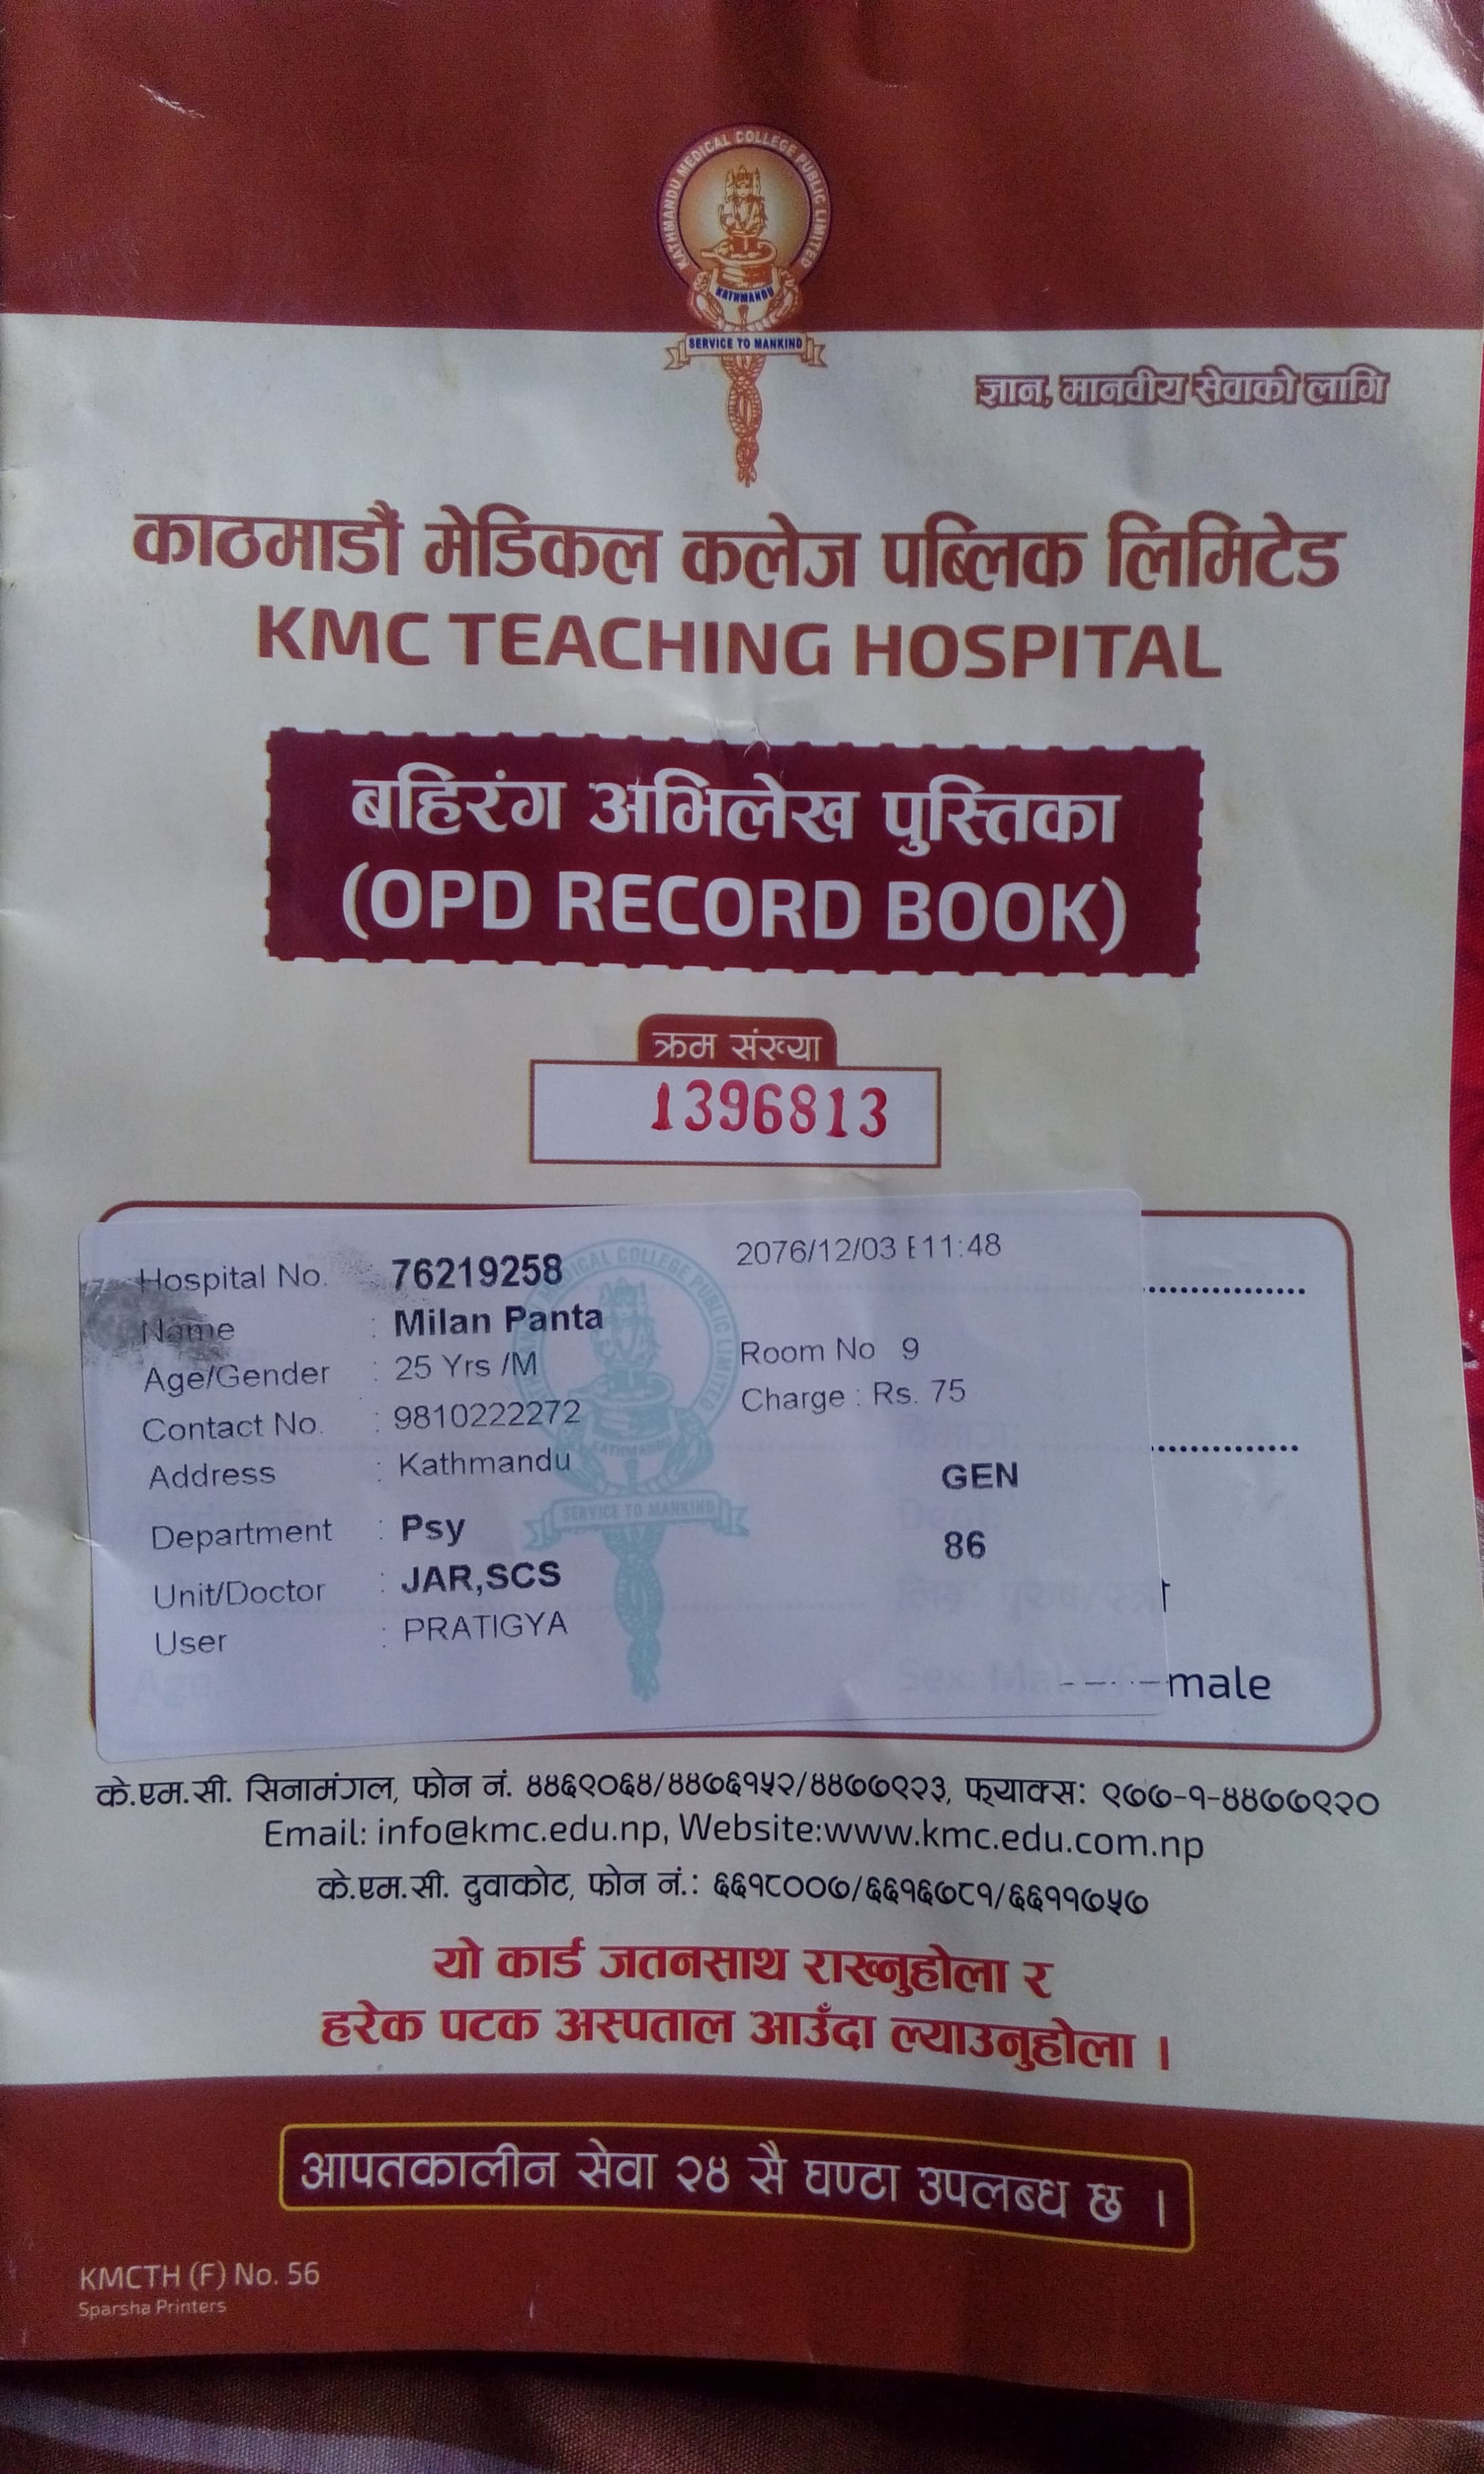 KATHMANDU MEDICAL COLLEGE PUBLIC LIMITED
KATHMANDU
SERVICE TO MANKIND
ज्ञान, मानवीय सेवाको लागि
काठमाडौं मेडिकल कलेज पब्लिक लिमिटेड
KMC TEACHING HOSPITAL
बहिरंग अभिलेख पुस्तिका
(OPD RECORD BOOK)
क्रम संख्या
1396813
Hospital No. 76219258 2076/12/03 E11:48
Name : Milan Panta
Age/Gender : 25 Yrs /M Room No 9
Contact No. : 9810222272 Charge : Rs. 75
Address : Kathmandu GEN
Department : Psy 86
Unit/Doctor : JAR,SCS
User : PRATIGYA
SERVICE TO MANKIND
male
के.एम.सी. सिनामंगल, फोन नं. ४४६९०६४/४४७६१५२/४४७७९२३, फ्याक्स: ९७७-१-४४७७९२०
Email: info@kmc.edu.np, Website:www.kmc.edu.com.np
के.एम.सी. दुवाकोट, फोन नं.: ६६१८००७/६६१६७८१/६६११७५७
यो कार्ड जतनसाथ राख्नुहोला र
हरेक पटक अस्पताल आउँदा ल्याउनुहोला ।
आपतकालीन सेवा २४ सै घण्टा उपलब्ध छ ।
KMCTH (F) No. 56
Sparsha Printers